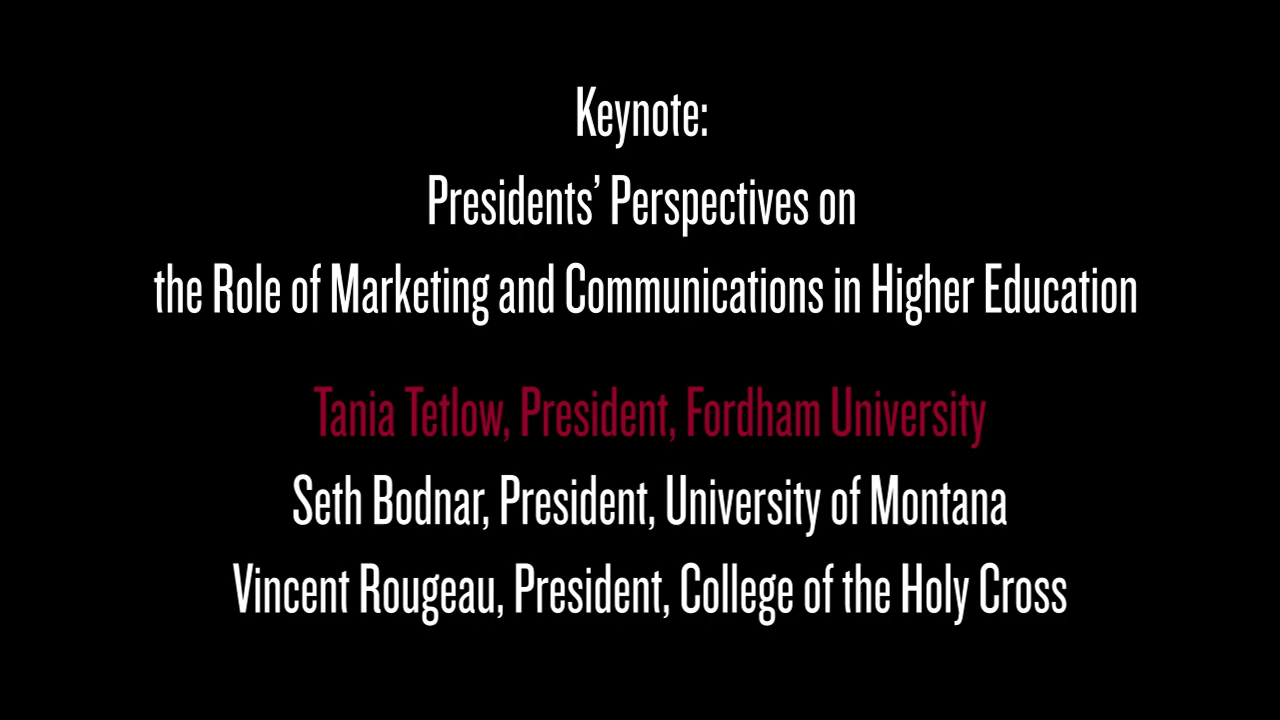 Keynote:
Presidents’ Perspectives on
the Role of Marketing and Communications in Higher Education
Tania Tetlow, President, Fordham University
Seth Bodnar, President, University of Montana
Vincent Rougeau, President, College of the Holy Cross